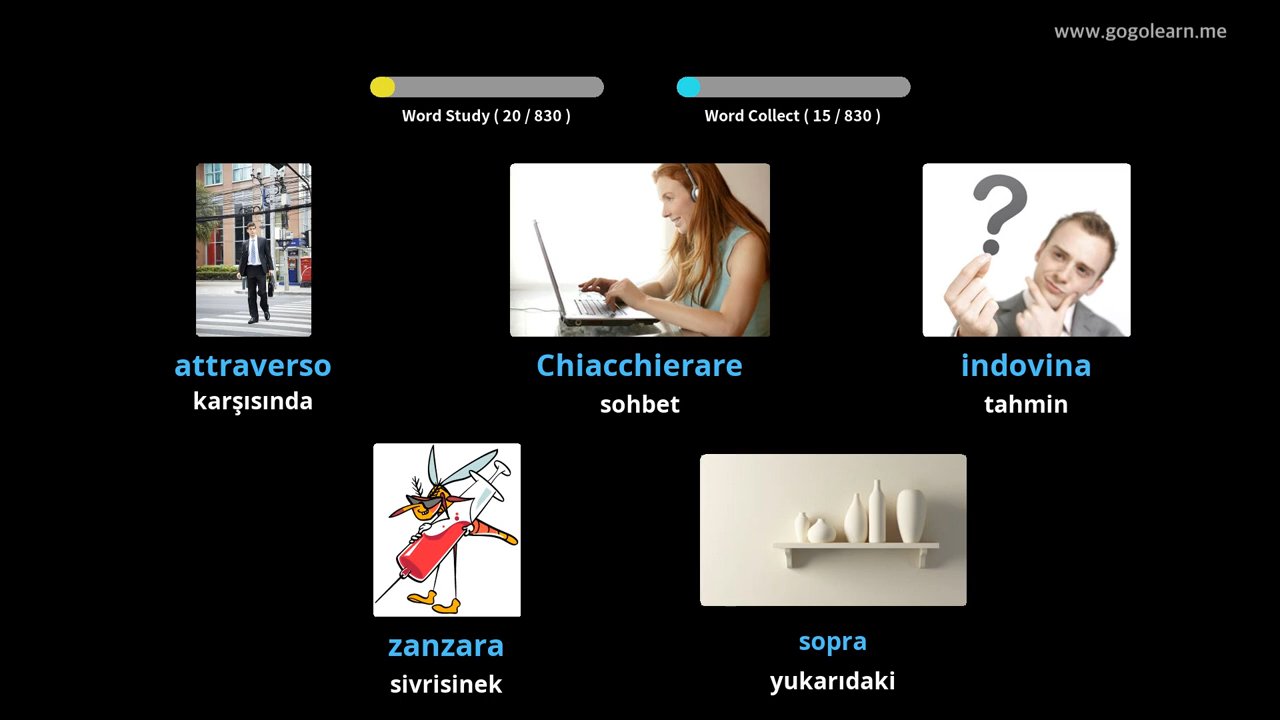 www.gogolearn.me
Word Study ( 20 / 830 )
Word Collect ( 15 / 830 )
attraverso
karşısında
Chiacchierare
sohbet
indovina
tahmin
zanzara
sivrisinek
sopra
yukarıdaki